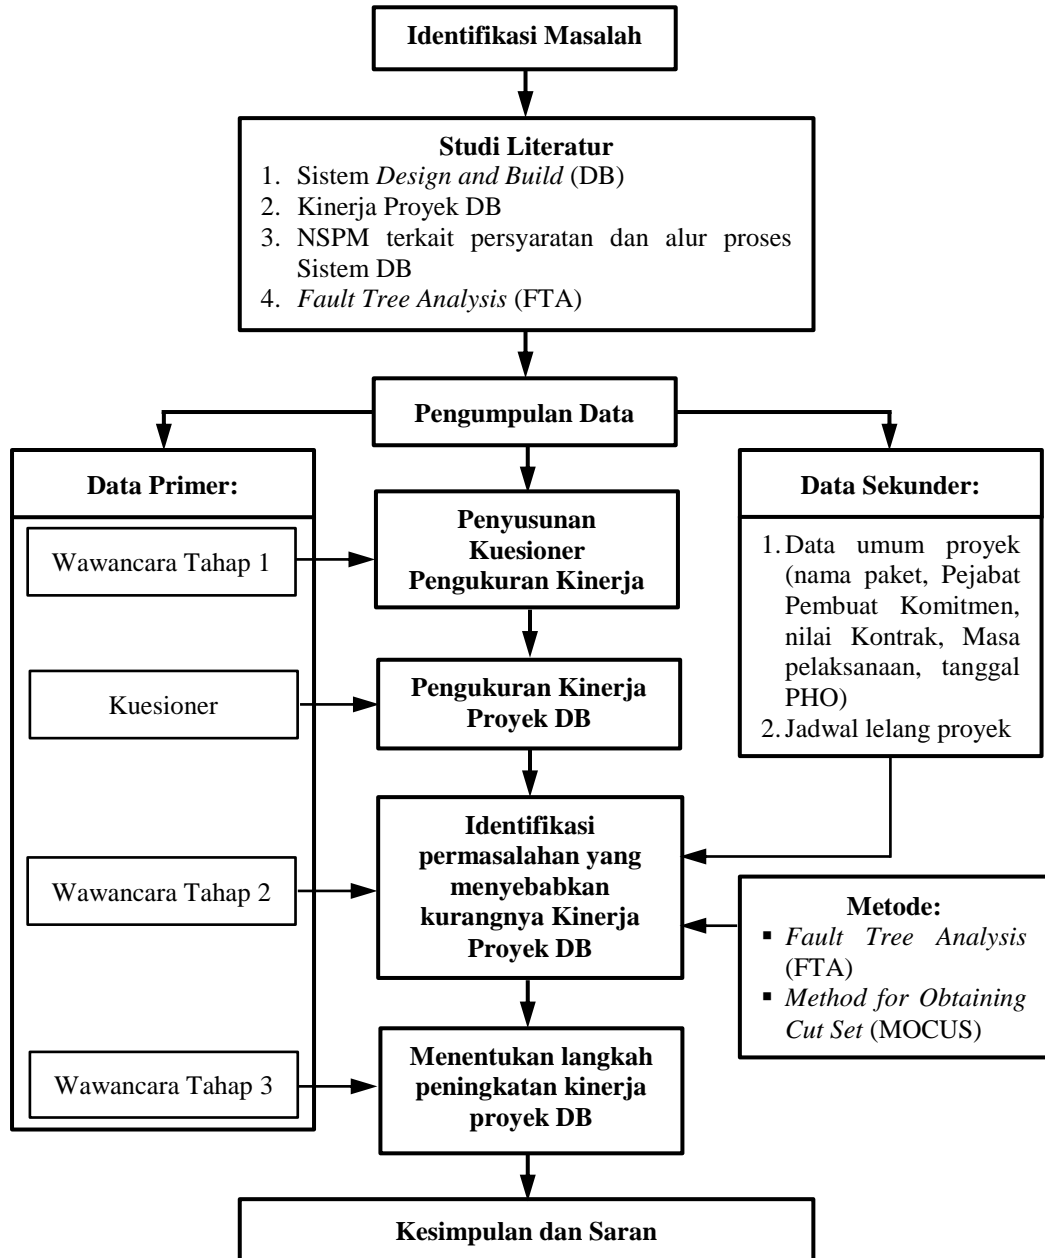 Identifikasi Masalah
Studi Literatur
1. Sistem Design and Build (DB)
2. Kinerja Proyek DB
3. NSPM terkait persyaratan dan alur proses
Sistem DB
4. Fault Tree Analysis (FTA)
Pengumpulan Data
Data Primer:
Wawancara Tahap 1
Kuesioner
Wawancara Tahap 2
Wawancara Tahap 3
Penyusunan
Kuesioner
Pengukuran Kinerja
Pengukuran Kinerja
Proyek DB
Identifikasi
permasalahan yang
menyebabkan
kurangnya Kinerja
Proyek DB
Menentukan langkah
peningkatan kinerja
proyek DB
Data Sekunder:
1. Data umum proyek
(nama paket, Pejabat
Pembuat Komitmen,
nilai Kontrak, Masa
pelaksanaan, tanggal
PHO)
2. Jadwal lelang proyek
Metode:
▪ Fault Tree Analysis
(FTA)
▪ Method for Obtaining
Cut Set (MOCUS)
Kesimpulan dan Saran